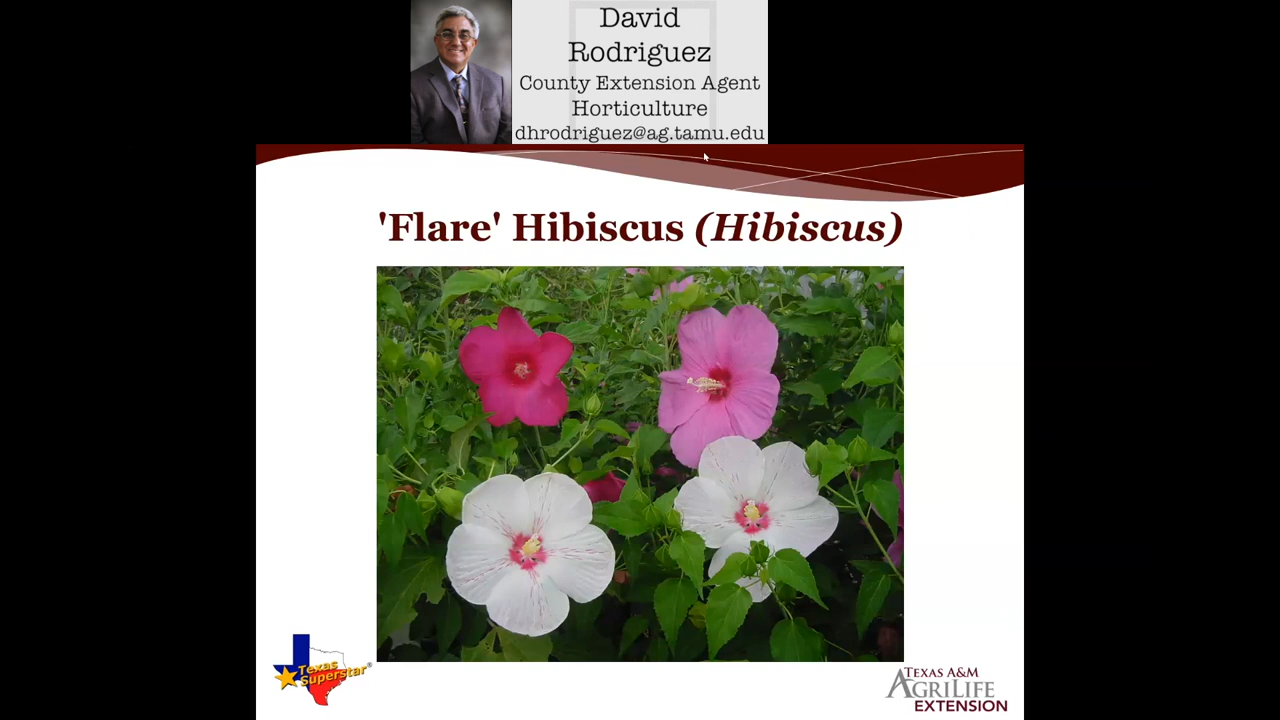 David
Rodriguez
County Extension Agent
Horticulture
dhrodriguez@ag.tamu.edu
'Flare' Hibiscus (Hibiscus)
Texas
Superstar®
TEXAS A&M
AGRILIFE
EXTENSION